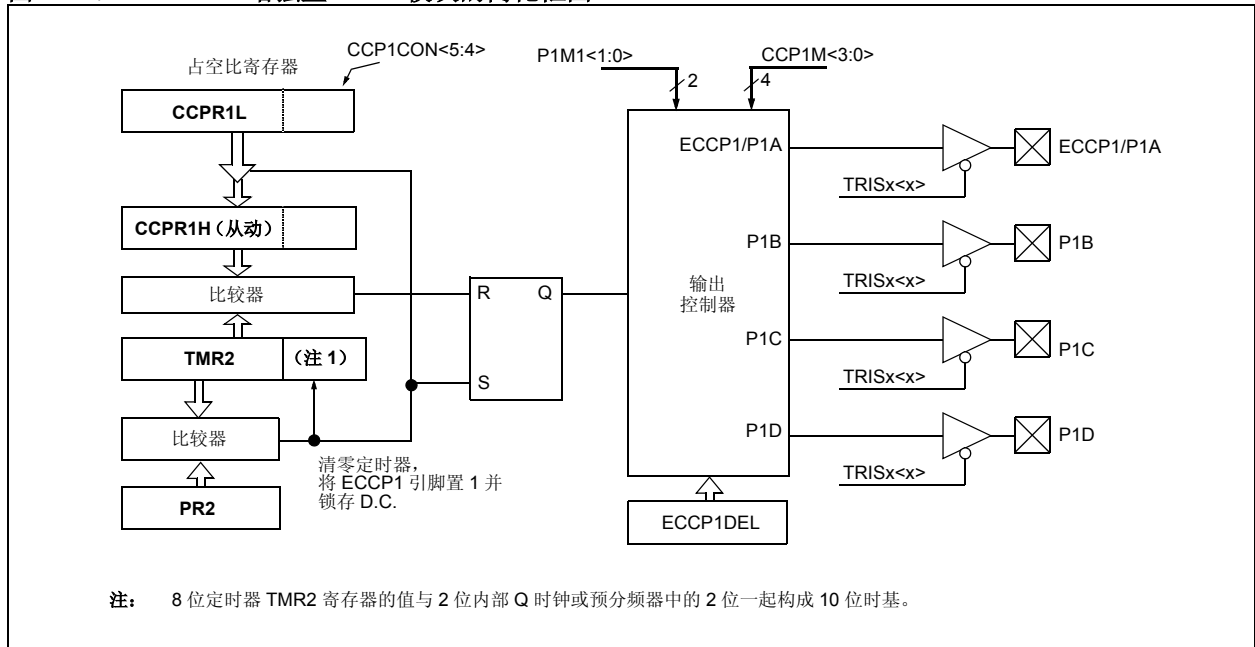 占空比寄存器
CCP1CON<5:4>
P1M1<1:0>
CCP1M<3:0>
2
4
CCPR1L
ECCP1/P1A
ECCP1/P1A
TRISx<x>
CCPR1H（从动）
P1B
P1B
TRISx<x>
比较器
R
Q
输出
控制器
TMR2
（注 1）
P1C
P1C
TRISx<x>
S
比较器
P1D
P1D
TRISx<x>
清零定时器，
将 ECCP1 引脚置 1 并
锁存 D.C.
PR2
ECCP1DEL
注： 8 位定时器 TMR2 寄存器的值与 2 位内部 Q 时钟或预分频器中的 2 位一起构成 10 位时基。